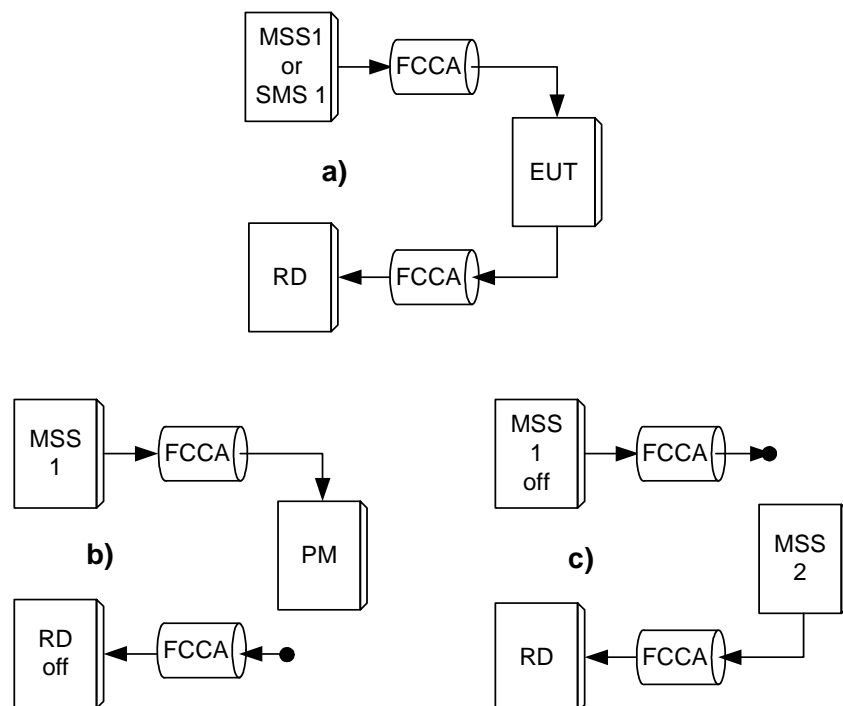 MSS1
or
SMS 1
FCCA
EUT
a)
RD
FCCA
MSS
1
FCCA
PM
b)
RD
off
FCCA
MSS
1
off
FCCA
MSS
2
c)
RD
FCCA